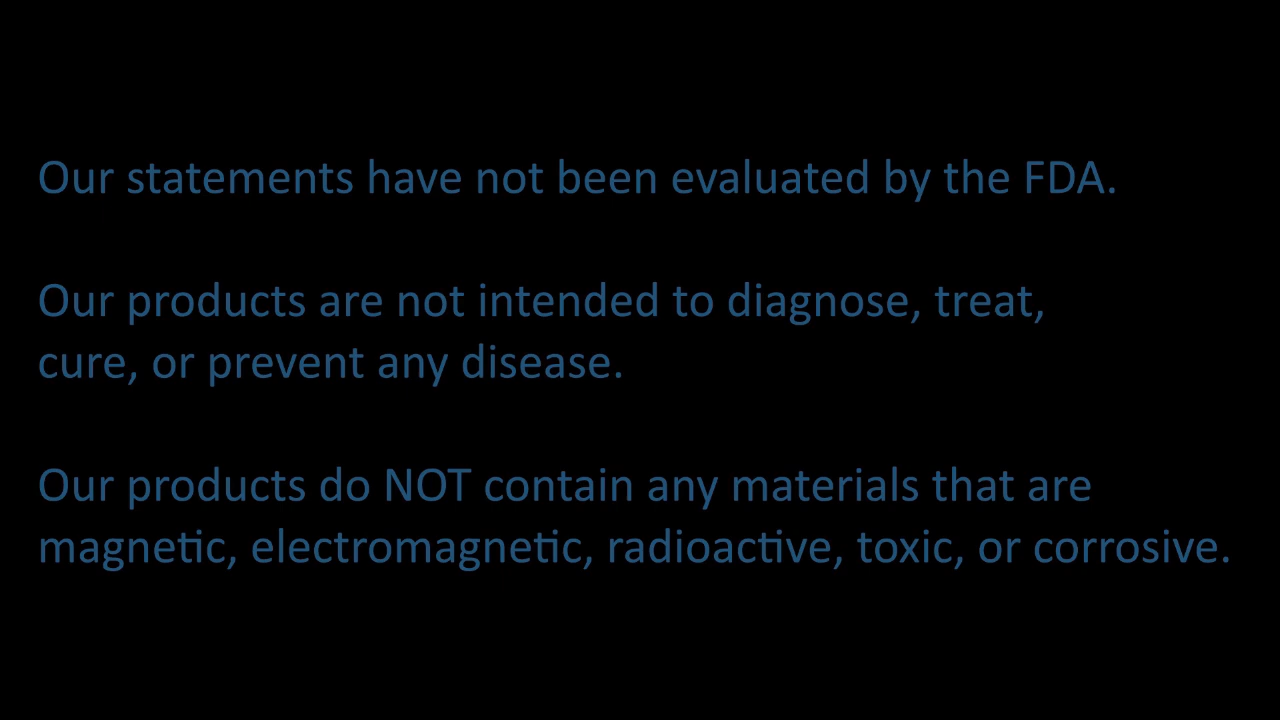 Our statements have not been evaluated by the FDA.
Our products are not intended to diagnose, treat,
cure, or prevent any disease.
Our products do NOT contain any materials that are
magnetic, electromagnetic, radioactive, toxic, or corrosive.